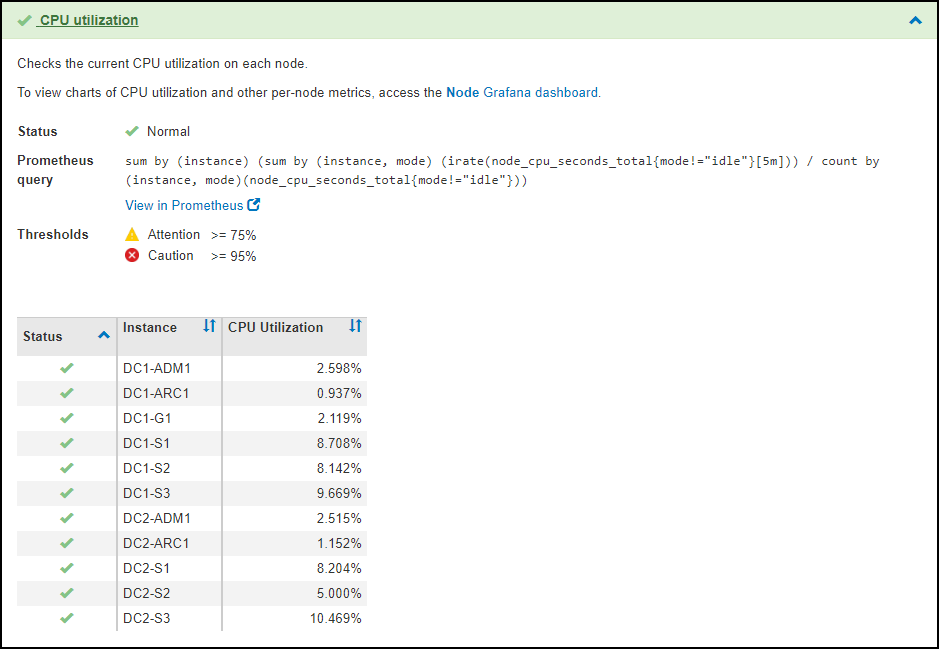 CPU utilization
Checks the current CPU utilization on each node.
To view charts of CPU utilization and other per-node metrics, access the Node Grafana dashboard.
Status Normal
Prometheus query sum by (instance) (sum by (instance, mode) (irate(node_cpu_seconds_total{mode!="idle"}[5m])) / count by
(instance, mode)(node_cpu_seconds_total{mode!="idle"}))
View in Prometheus
Thresholds Attention >= 75%
Caution >= 95%
Status Instance CPU Utilization
DC1-ADM1 2.598%
DC1-ARC1 0.937%
DC1-G1 2.119%
DC1-S1 8.708%
DC1-S2 8.142%
DC1-S3 9.669%
DC2-ADM1 2.515%
DC2-ARC1 1.152%
DC2-S1 8.204%
DC2-S2 5.000%
DC2-S3 10.469%